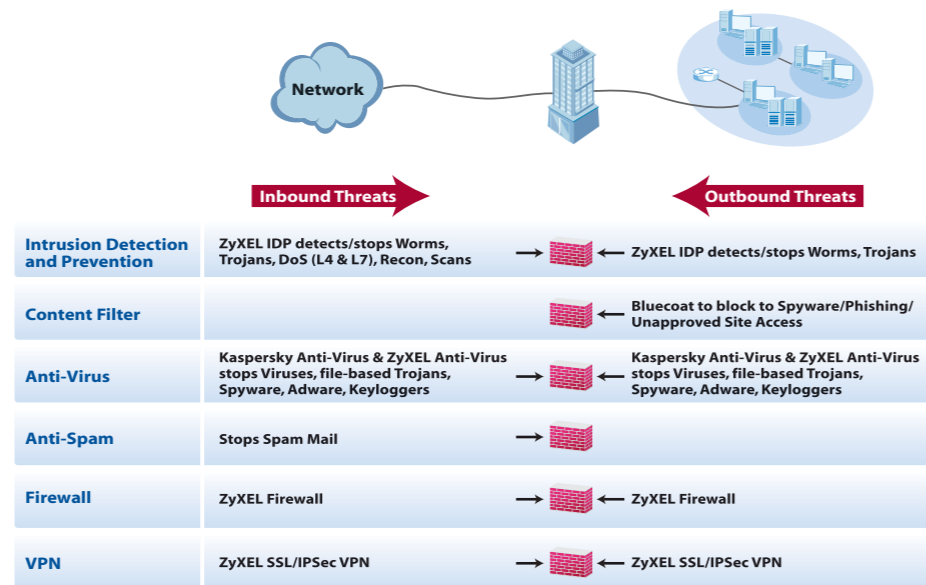 Network
Inbound Threats
Outbound Threats
Intrusion Detection
and Prevention
ZyXEL IDP detects/stops Worms,
Trojans, DoS (L4 & L7), Recon, Scans
ZyXEL IDP detects/stops Worms, Trojans
Content Filter
Bluecoat to block to Spyware/Phishing/
Unapproved Site Access
Anti-Virus
Kaspersky Anti-Virus & ZyXEL Anti-Virus
stops Viruses, file-based Trojans,
Spyware, Adware, Keyloggers
Kaspersky Anti-Virus & ZyXEL Anti-Virus
stops Viruses, file-based Trojans,
Spyware, Adware, Keyloggers
Anti-Spam
Stops Spam Mail
Firewall
ZyXEL Firewall
ZyXEL Firewall
VPN
ZyXEL SSL/IPSec VPN
ZyXEL SSL/IPSec VPN